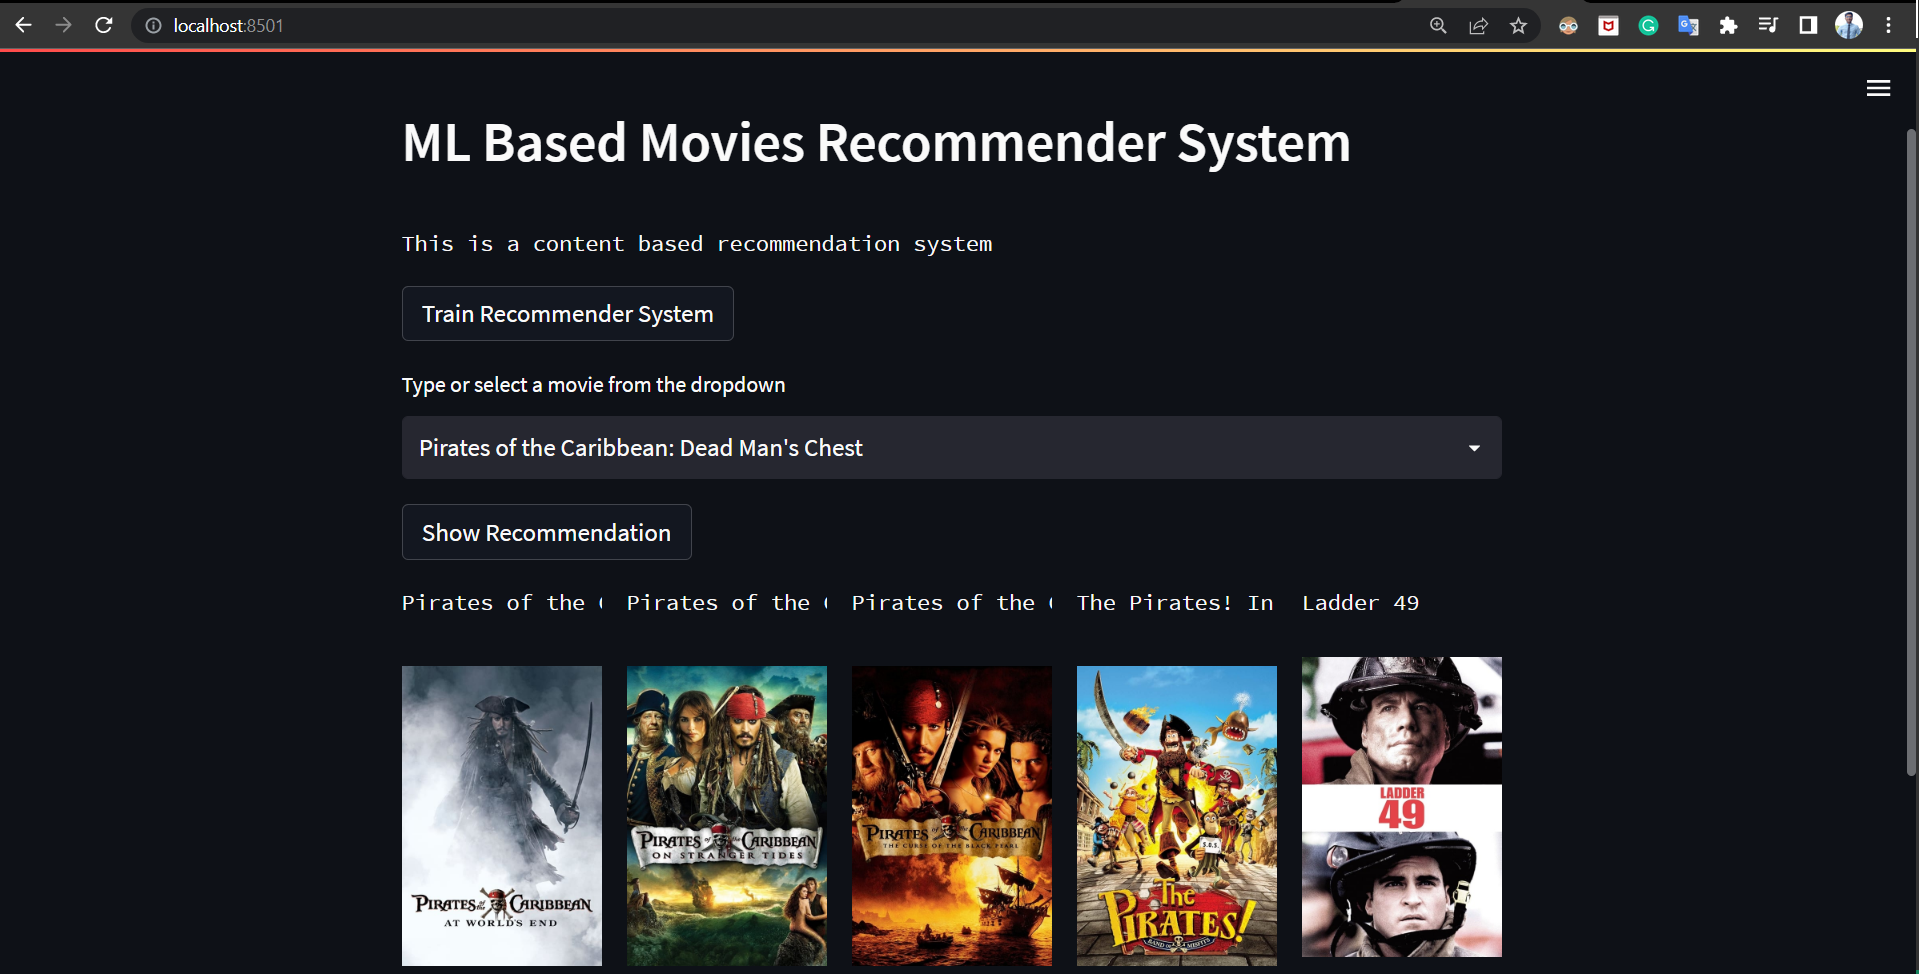 localhost:8501
ML Based Movies Recommender System
This is a content based recommendation system
Train Recommender System
Type or select a movie from the dropdown
Pirates of the Caribbean: Dead Man's Chest
Show Recommendation
Pirates of the
Pirates of the
Pirates of the
The Pirates! In
Ladder 49
PIRATES of the CARIBBEAN
AT WORLD'S END
PIRATES of the CARIBBEAN
ON STRANGER TIDES
PIRATES of the CARIBBEAN
THE CURSE OF THE BLACK PEARL
S.O.S.
The
PIRATES!
BAND OF MISFITS
LADDER
49